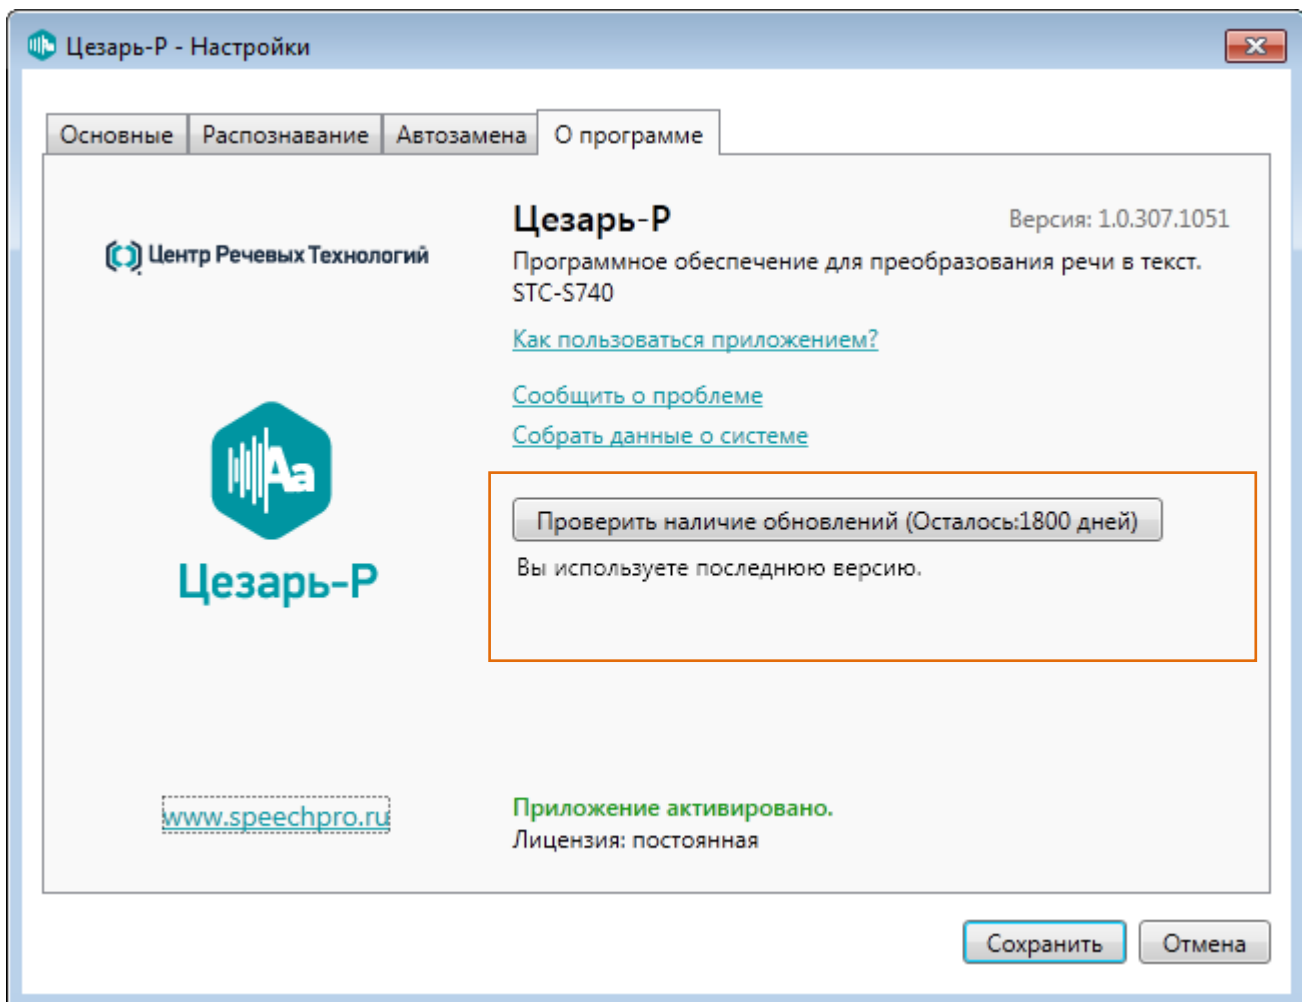 Цезарь-Р - Настройки
Основные
Распознавание
Автозамена
О программе
Центр Речевых Технологий
Цезарь-Р
Версия: 1.0.307.1051
Программное обеспечение для преобразования речи в текст.
STC-S740
Как пользоваться приложением?
Сообщить о проблеме
Собрать данные о системе
Aa
Цезарь-Р
Проверить наличие обновлений (Осталось:1800 дней)
Вы используете последнюю версию.
www.speechpro.ru
Приложение активировано.
Лицензия: постоянная
Сохранить
Отмена